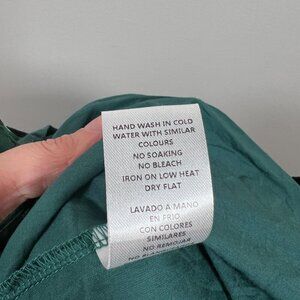 HAND WASH IN COLD
WATER WITH SIMILAR
COLOURS
NO SOAKING
NO BLEACH
IRON ON LOW HEAT
DRY FLAT
LAVADO A MANO
EN FRIO
CON COLORES
SIMILARES
NO REMOJAR